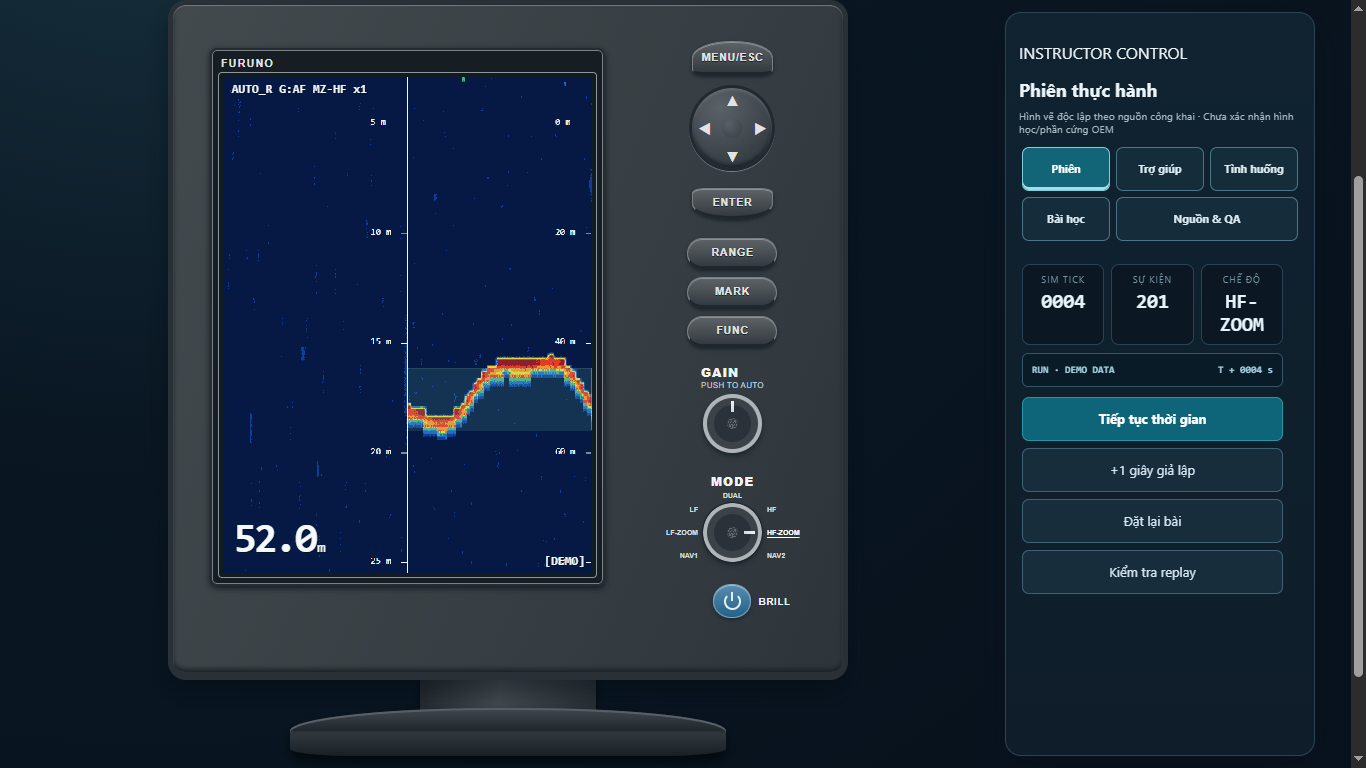 FURUNO
AUTO_R G:AF MZ-HF x1
5 m
0 m
10 m
20 m
15 m
40 m
20 m
60 m
25 m
52.0m
[DEMO]
MENU/ESC
ENTER
RANGE
MARK
FUNC
GAIN
PUSH TO AUTO
MODE
DUAL
LF
HF
LF-ZOOM
HF-ZOOM
NAV1
NAV2
BRILL
INSTRUCTOR CONTROL
Phiên thực hành
Hình vẽ độc lập theo nguồn công khai · Chưa xác nhận hình
học/phần cứng OEM
Phiên
Trợ giúp
Tình huống
Bài học
Nguồn & QA
SIM TICK
SỰ KIỆN
CHẾ ĐỘ
0004
201
HF-
ZOOM
RUN · DEMO DATA
T + 0004 s
Tiếp tục thời gian
+1 giây giả lập
Đặt lại bài
Kiểm tra replay